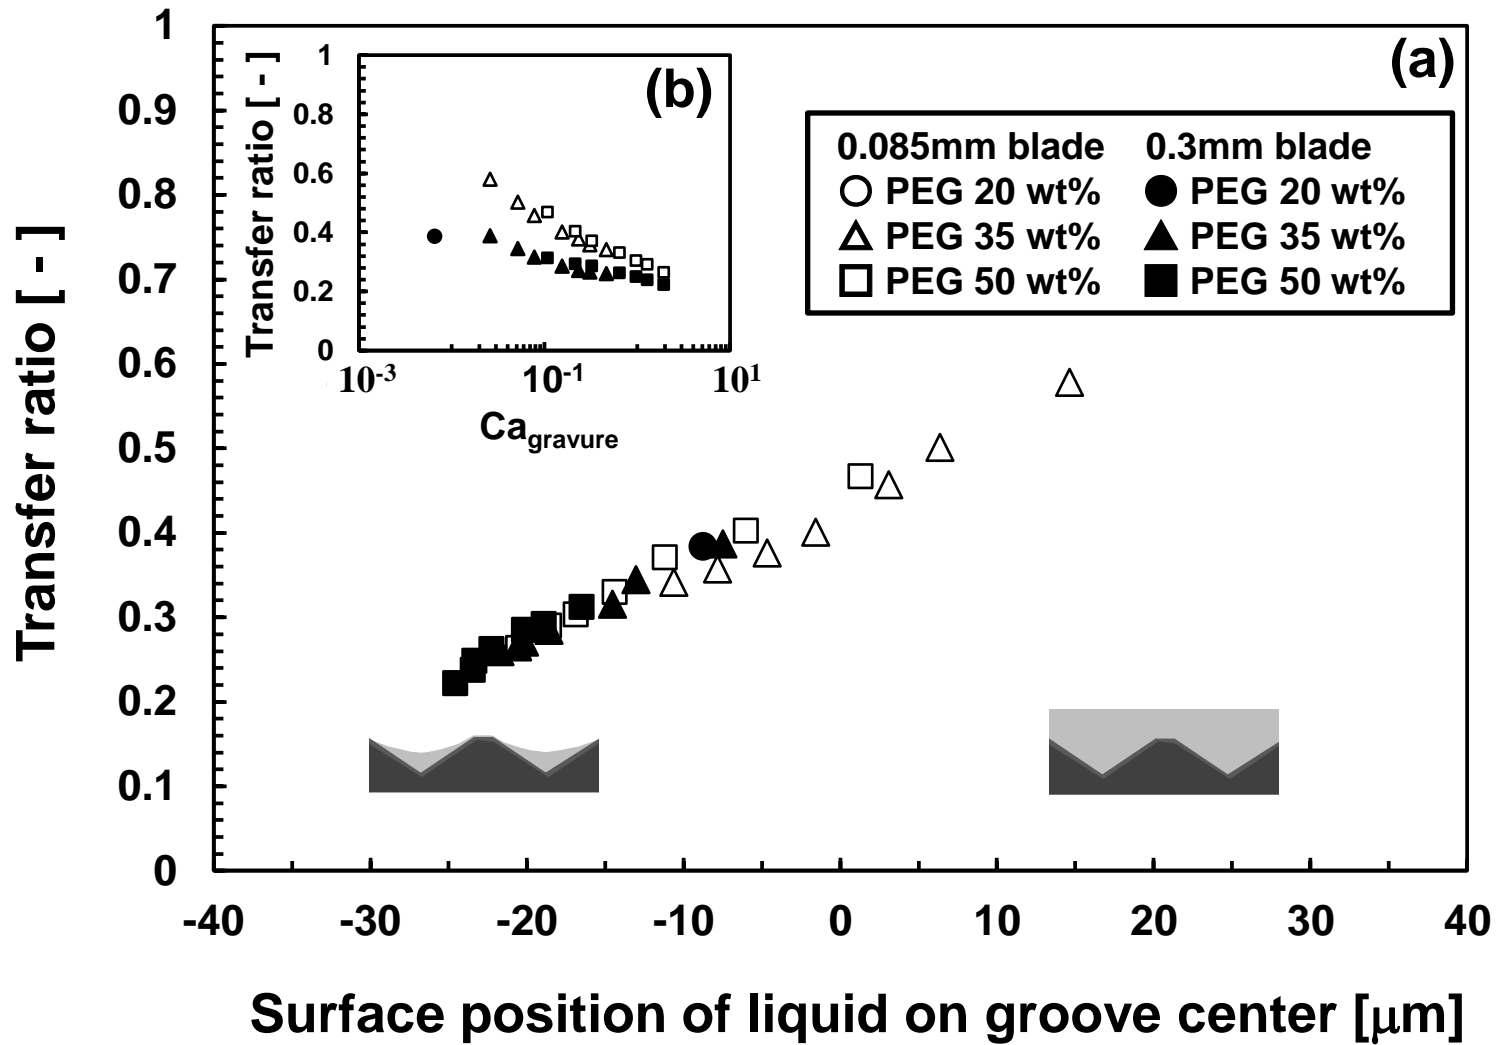 (a)
Transfer ratio [ - ]
1
0.9
0.8
0.7
0.6
0.5
0.4
0.3
0.2
0.1
0
-40 -30 -20 -10 0 10 20 30 40
Surface position of liquid on groove center [μm]
(b)
Transfer ratio [ - ]
1
0.8
0.6
0.4
0.2
0
10-3 10-1 101
Cagravure
0.085mm blade 0.3mm blade
PEG 20 wt% PEG 20 wt%
PEG 35 wt% PEG 35 wt%
PEG 50 wt% PEG 50 wt%